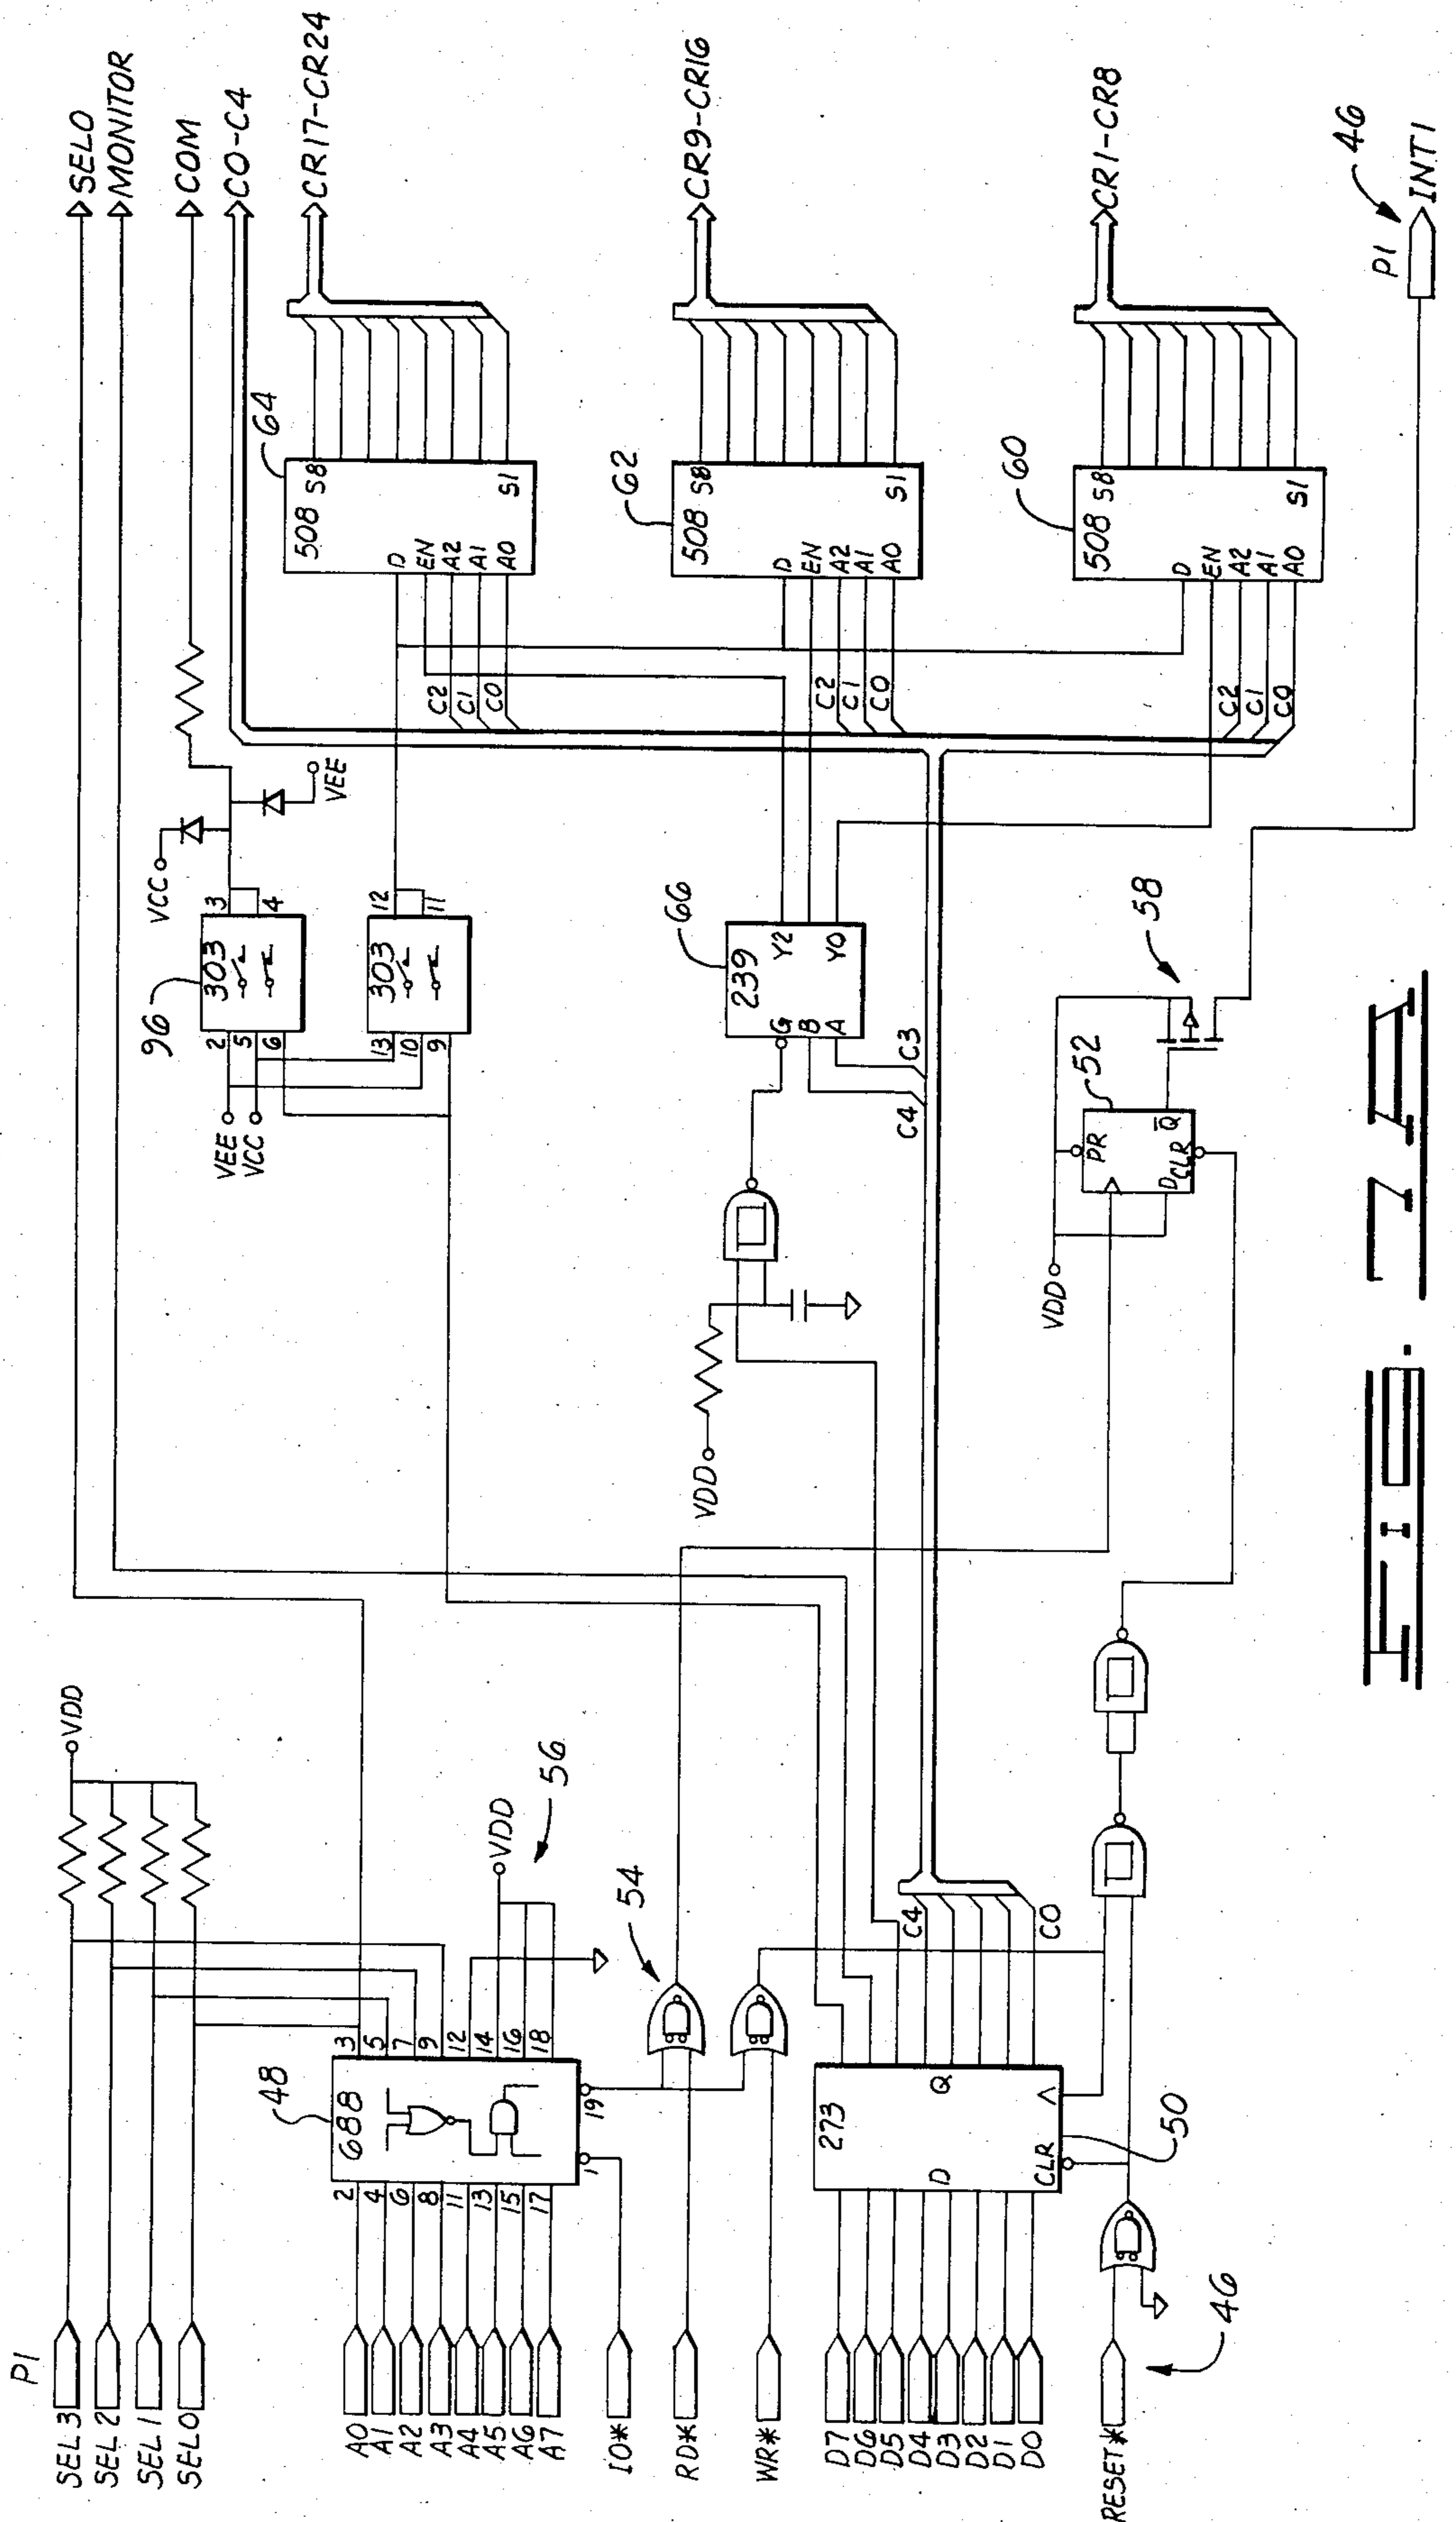 P1
SEL3
SEL2
SEL1
SEL0
VDD
SEL0
MONITOR
COM
C0-C4
CR17-CR24
VCC
VEE
96
303
2
5
6
3
4
VEE
VCC
303
13
10
9
12
11
64
508
S8
S1
D
EN
A2
A1
A0
C2
C1
C0
A0
A1
A2
A3
A4
A5
A6
A7
2
4
6
8
11
13
15
17
48
688
3
5
7
9
12
14
16
18
1
19
VDD
56
IO*
RD*
WR*
54
VDD
66
239
G
B
A
Y2
Y0
C4
C3
62
508
S8
S1
D
EN
A2
A1
A0
C2
C1
C0
CR9-CR16
D7
D6
D5
D4
D3
D2
D1
D0
273
D
Q
CLR
50
C4
C0
RESET*
46
VDD
52
PR
D
Q̅
CLR
58
60
508
S8
S1
D
EN
A2
A1
A0
C2
C1
C0
CR1-CR8
46
P1
INT1
FIG. 7A